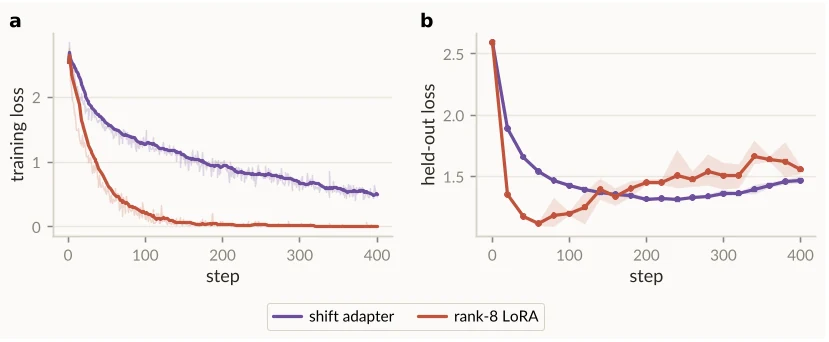 a
training loss
2
1
0
0 100 200 300 400
step
b
held-out loss
2.5
2.0
1.5
0 100 200 300 400
step
shift adapter rank-8 LoRA